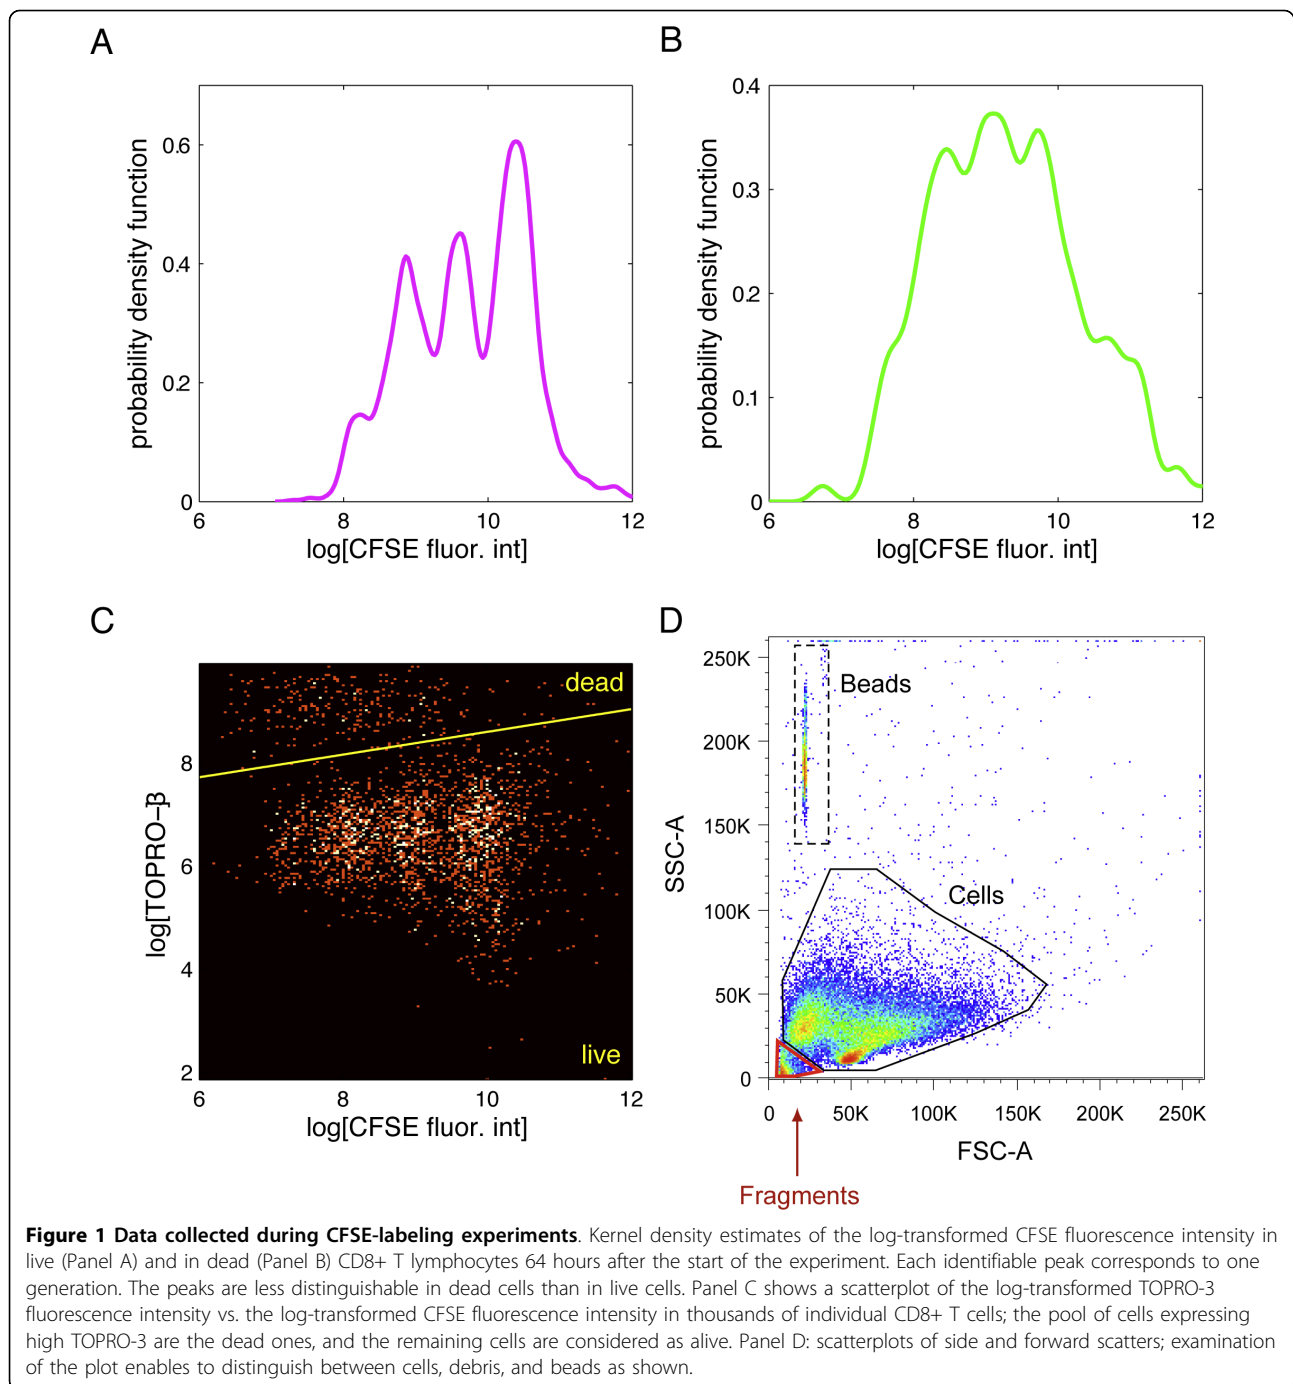 A
B
probability density function
0.6
0.4
0.2
0
6
8
10
12
log[CFSE fluor. int]
probability density function
0.4
0.3
0.2
0.1
0
6
8
10
12
log[CFSE fluor. int]
C
D
log[TOPRO–β
8
6
4
2
dead
live
6
8
10
12
log[CFSE fluor. int]
SSC-A
250K
200K
150K
100K
50K
0
Beads
Cells
0
50K
100K
150K
200K
250K
FSC-A
Fragments
Figure 1 Data collected during CFSE-labeling experiments. Kernel density estimates of the log-transformed CFSE fluorescence intensity in
live (Panel A) and in dead (Panel B) CD8+ T lymphocytes 64 hours after the start of the experiment. Each identifiable peak corresponds to one
generation. The peaks are less distinguishable in dead cells than in live cells. Panel C shows a scatterplot of the log-transformed TOPRO-3
fluorescence intensity vs. the log-transformed CFSE fluorescence intensity in thousands of individual CD8+ T cells; the pool of cells expressing
high TOPRO-3 are the dead ones, and the remaining cells are considered as alive. Panel D: scatterplots of side and forward scatters; examination
of the plot enables to distinguish between cells, debris, and beads as shown.